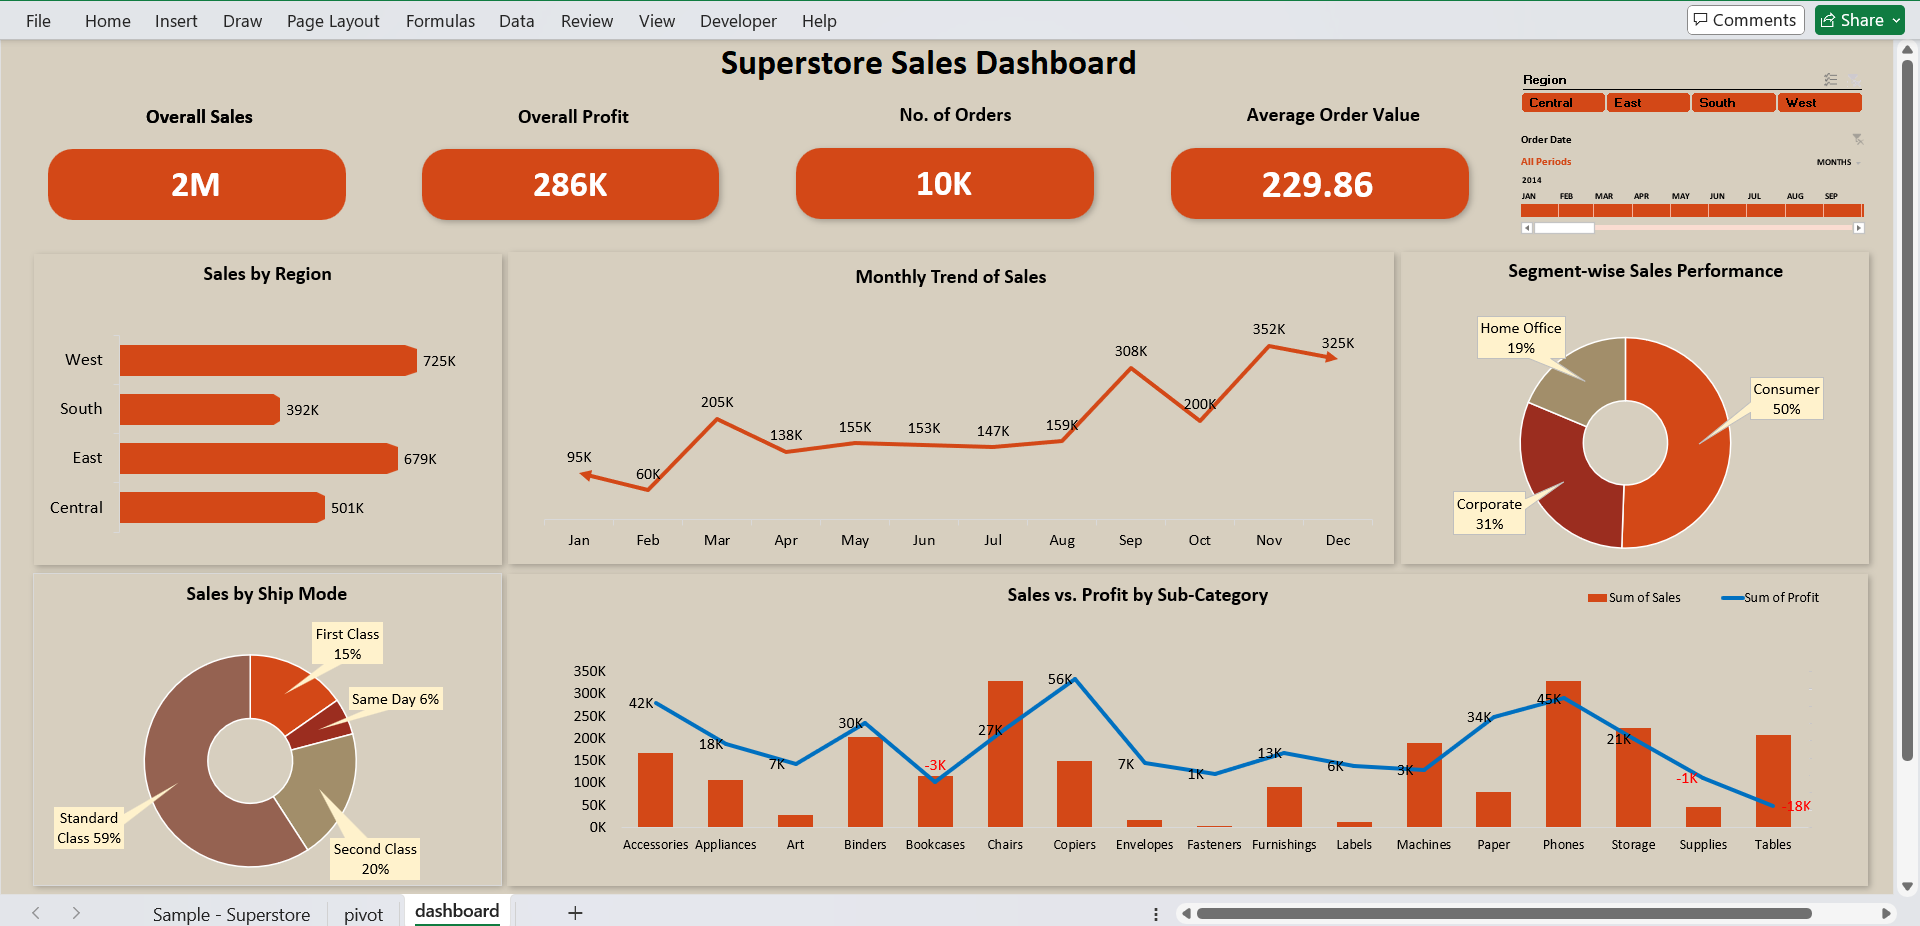 File Home Insert Draw Page Layout Formulas Data Review View Developer Help Comments Share
Superstore Sales Dashboard
Overall Sales
2M
Overall Profit
286K
No. of Orders
10K
Average Order Value
229.86
Region
Central East South West
Order Date
All Periods MONTHS
2014
JAN FEB MAR APR MAY JUN JUL AUG SEP
Sales by Region
West 725K
South 392K
East 679K
Central 501K
Monthly Trend of Sales
95K 60K 205K 138K 155K 153K 147K 159K 308K 200K 352K 325K
Jan Feb Mar Apr May Jun Jul Aug Sep Oct Nov Dec
Segment-wise Sales Performance
Home Office
19%
Consumer
50%
Corporate
31%
Sales by Ship Mode
First Class
15%
Same Day 6%
Standard
Class 59%
Second Class
20%
Sales vs. Profit by Sub-Category
Sum of Sales Sum of Profit
350K
300K
250K
200K
150K
100K
50K
0K
42K 18K 7K 30K -3K 27K 56K 7K 1K 13K 6K 3K 34K 45K 21K -1K -18K
Accessories Appliances Art Binders Bookcases Chairs Copiers Envelopes Fasteners Furnishings Labels Machines Paper Phones Storage Supplies Tables
Sample - Superstore pivot dashboard